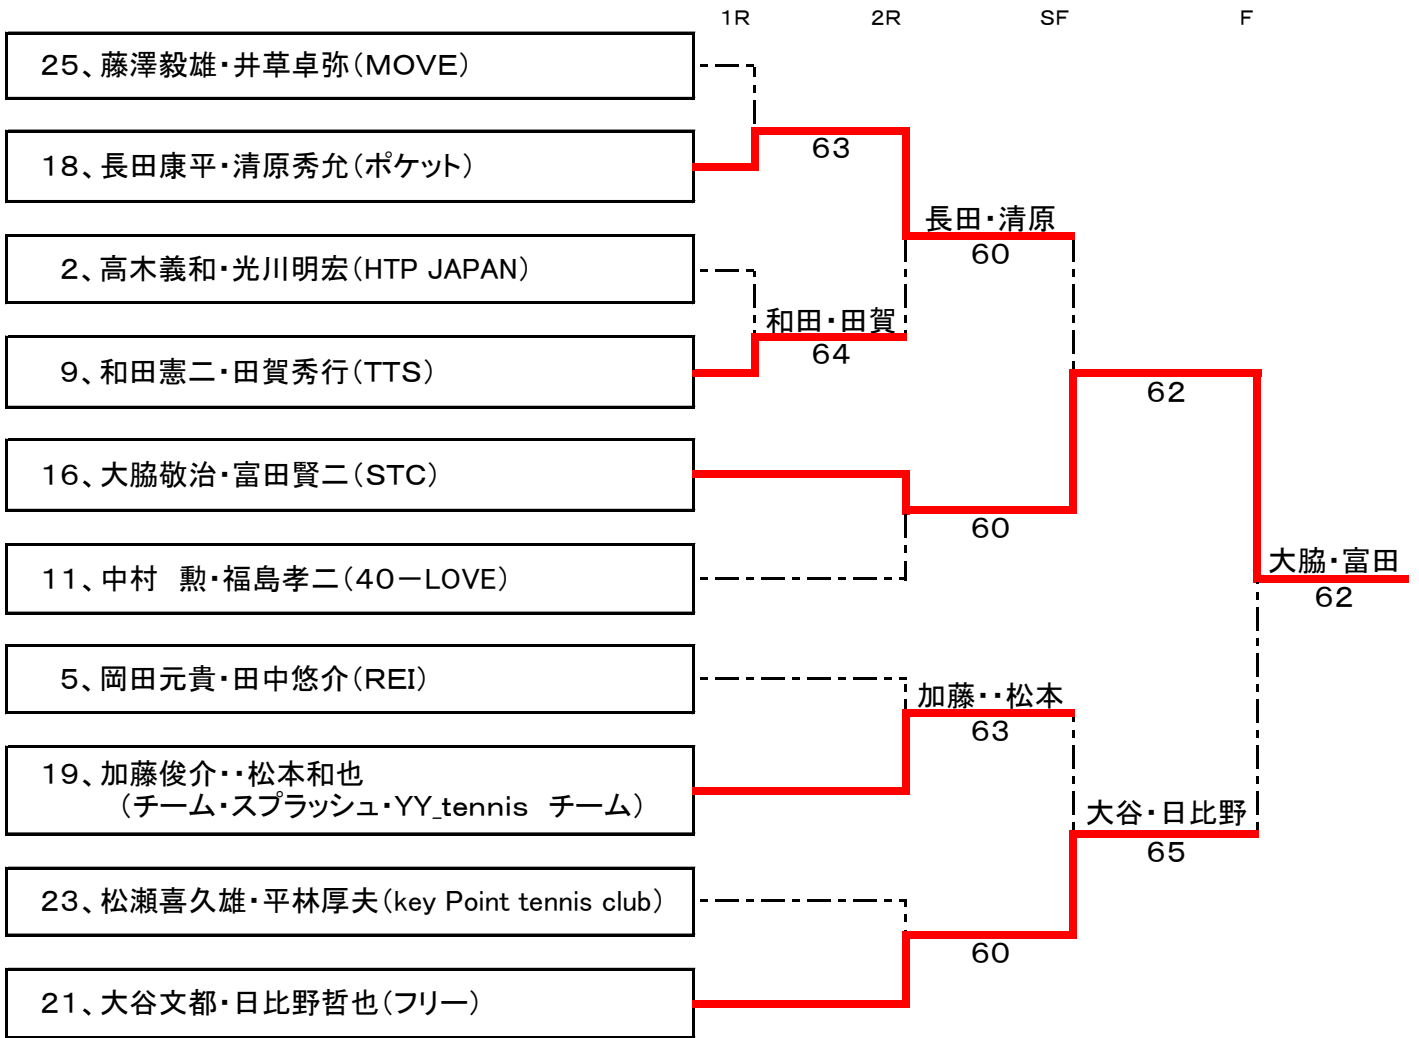 1R 2R SF F
25、藤澤毅雄・井草卓弥(MOVE)
63
18、長田康平・清原秀允(ポケット)
長田・清原
60
2、高木義和・光川明宏(HTP JAPAN)
和田・田賀
64
9、和田憲二・田賀秀行(TTS)
62
16、大脇敬治・富田賢二(STC)
60
大脇・富田
62
11、中村　勲・福島孝二(40－LOVE)
5、岡田元貴・田中悠介(REI)
加藤・・松本
63
19、加藤俊介・・松本和也
(チーム・スプラッシュ・YY_tennis　チーム)
大谷・日比野
65
23、松瀬喜久雄・平林厚夫(key Point tennis club)
60
21、大谷文都・日比野哲也(フリー)